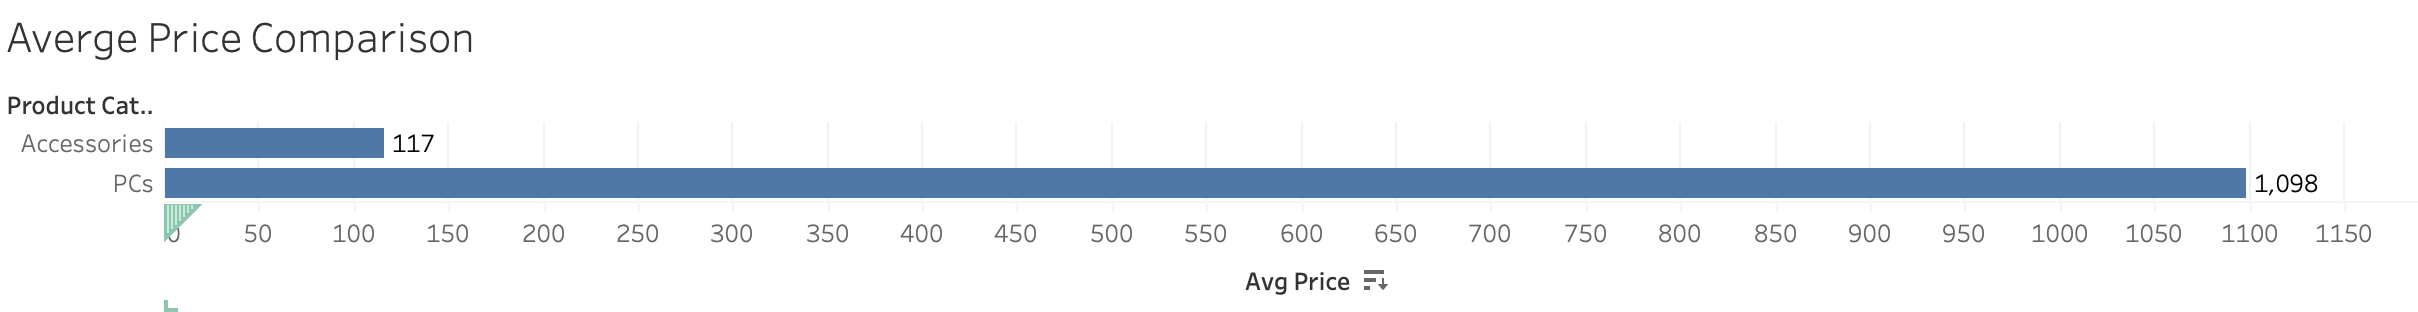 Averge Price Comparison
Product Cat..
Accessories 117
PCs 1,098
0 50 100 150 200 250 300 350 400 450 500 550 600 650 700 750 800 850 900 950 1000 1050 1100 1150
Avg Price